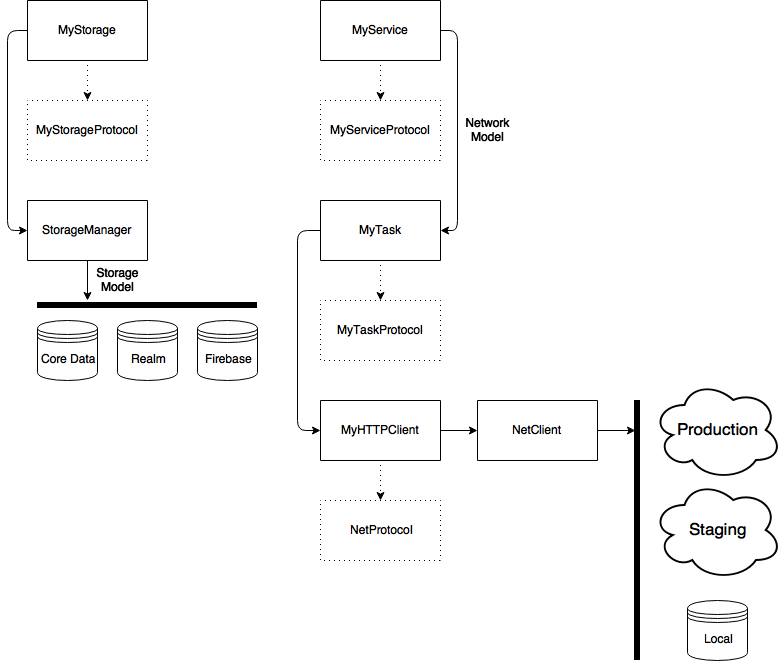 MyStorage
MyService
MyStorageProtocol
MyServiceProtocol
Network
Model
StorageManager
MyTask
Storage
Model
Core Data
Realm
Firebase
MyTaskProtocol
MyHTTPClient
NetClient
Production
NetProtocol
Staging
Local